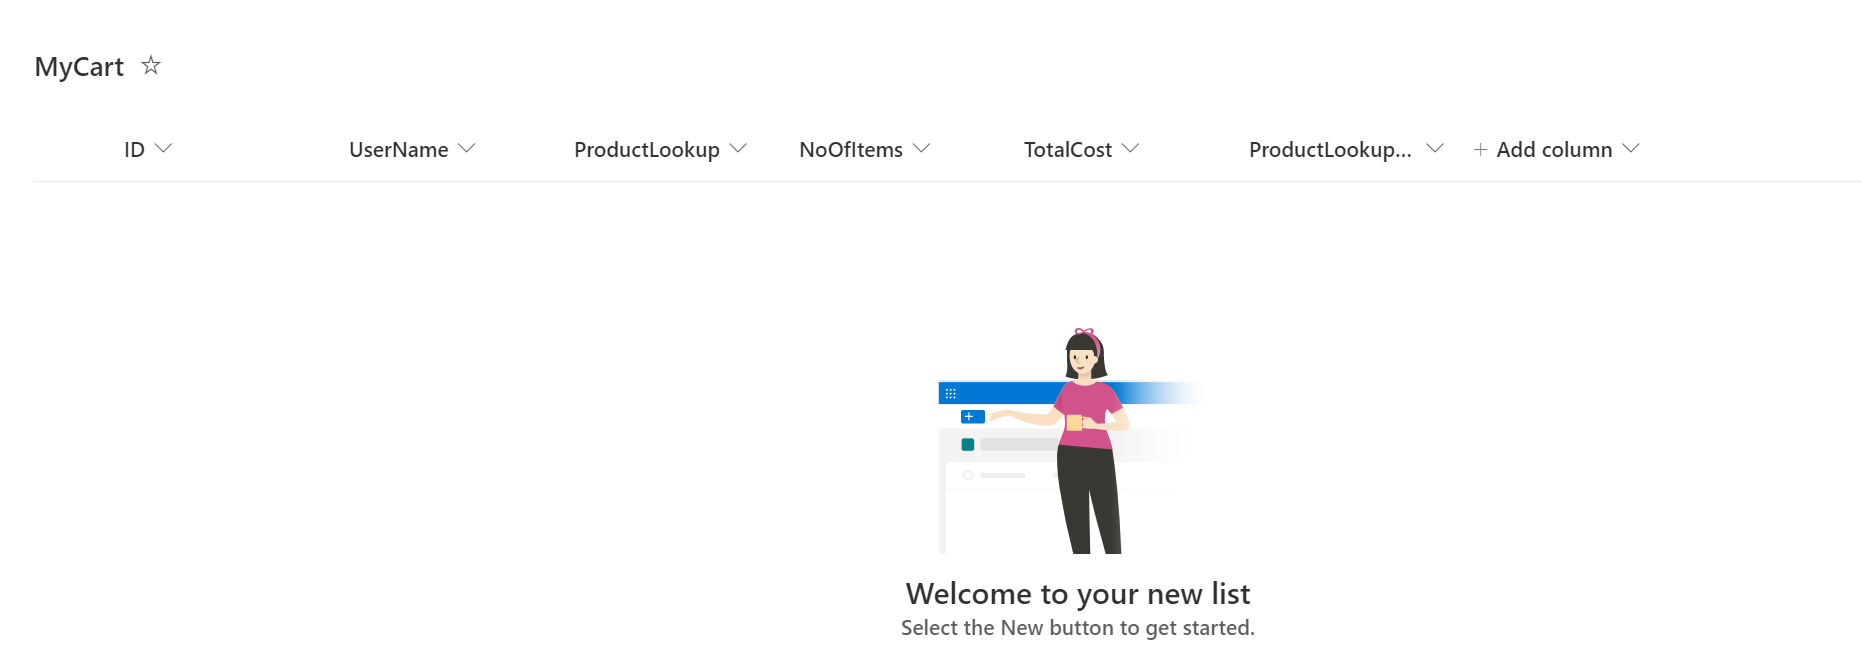 MyCart
ID UserName ProductLookup NoOfItems TotalCost ProductLookup... + Add column
Welcome to your new list
Select the New button to get started.